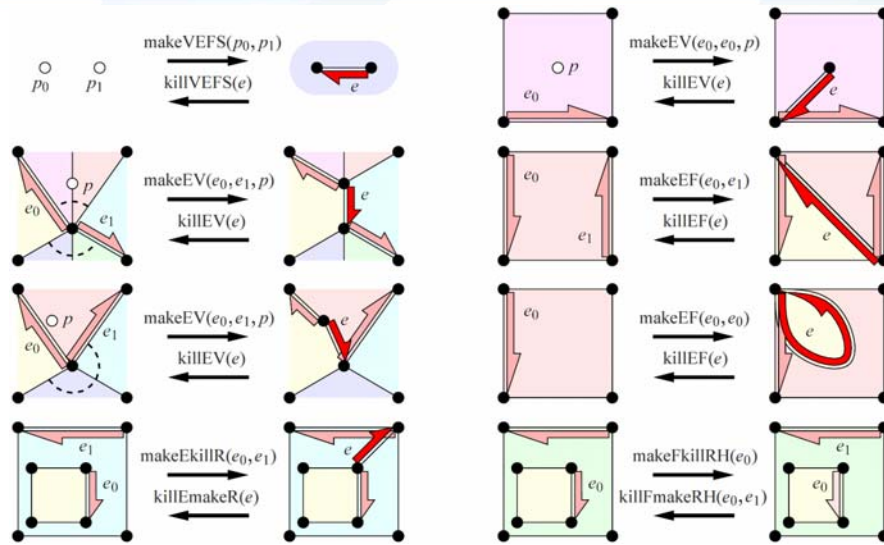 makeVEFS(p₀, p₁)
killVEFS(e)
p₀
p₁
e
makeEV(e₀, e₁, p)
killEV(e)
p
e₀
e₁
e
makeEV(e₀, e₁, p)
killEV(e)
p
e₀
e₁
e
makeEkillR(e₀, e₁)
killEmakeR(e)
e₁
e₀
e
e₁
e₀
makeEV(e₀, e₀, p)
killEV(e)
p
e₀
e
makeEF(e₀, e₁)
killEF(e)
e₀
e₁
e
makeEF(e₀, e₀)
killEF(e)
e₀
e
makeFkillRH(e₀)
killFmakeRH(e₀, e₁)
e₀
e₁
e₀